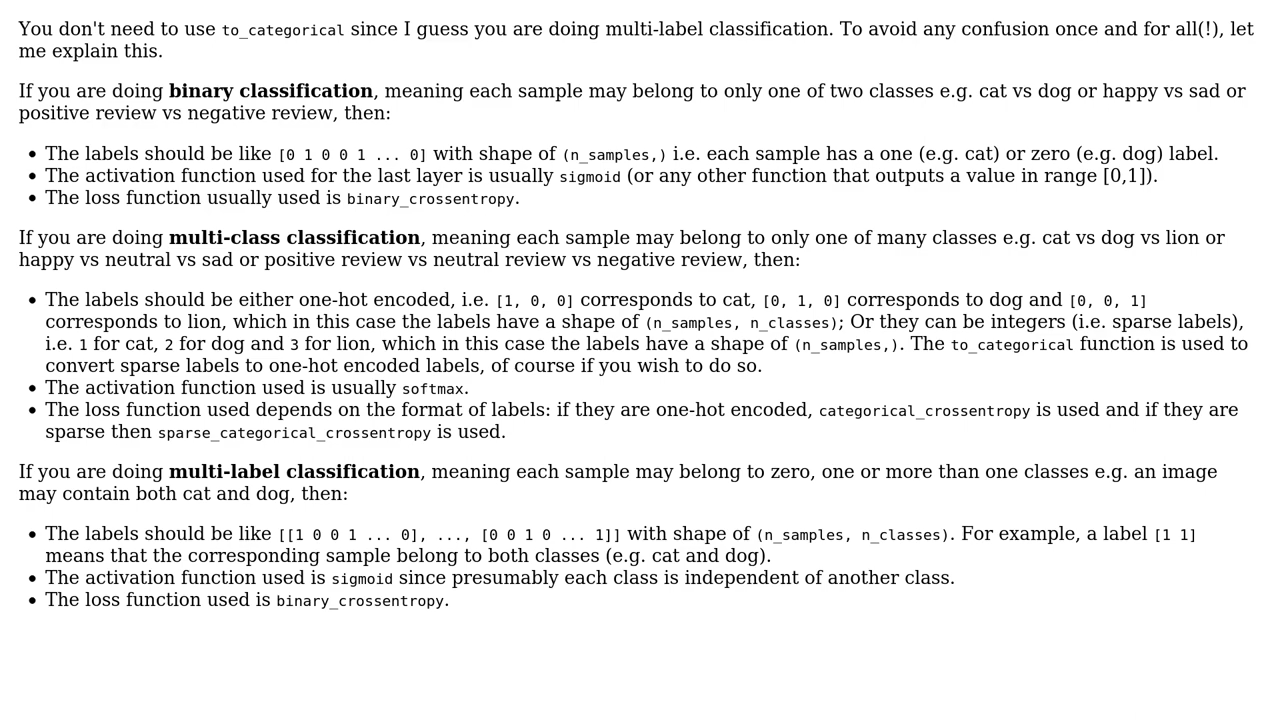 You don't need to use to_categorical since I guess you are doing multi-label classification. To avoid any confusion once and for all(!), let
me explain this.
If you are doing binary classification, meaning each sample may belong to only one of two classes e.g. cat vs dog or happy vs sad or
positive review vs negative review, then:
• The labels should be like [0 1 0 0 1 ... 0] with shape of (n_samples,) i.e. each sample has a one (e.g. cat) or zero (e.g. dog) label.
• The activation function used for the last layer is usually sigmoid (or any other function that outputs a value in range [0,1]).
• The loss function usually used is binary_crossentropy.
If you are doing multi-class classification, meaning each sample may belong to only one of many classes e.g. cat vs dog vs lion or
happy vs neutral vs sad or positive review vs neutral review vs negative review, then:
• The labels should be either one-hot encoded, i.e. [1, 0, 0] corresponds to cat, [0, 1, 0] corresponds to dog and [0, 0, 1]
corresponds to lion, which in this case the labels have a shape of (n_samples, n_classes); Or they can be integers (i.e. sparse labels),
i.e. 1 for cat, 2 for dog and 3 for lion, which in this case the labels have a shape of (n_samples,). The to_categorical function is used to
convert sparse labels to one-hot encoded labels, of course if you wish to do so.
• The activation function used is usually softmax.
• The loss function used depends on the format of labels: if they are one-hot encoded, categorical_crossentropy is used and if they are
sparse then sparse_categorical_crossentropy is used.
If you are doing multi-label classification, meaning each sample may belong to zero, one or more than one classes e.g. an image
may contain both cat and dog, then:
• The labels should be like [[1 0 0 1 ... 0], ..., [0 0 1 0 ... 1]] with shape of (n_samples, n_classes). For example, a label [1 1]
means that the corresponding sample belong to both classes (e.g. cat and dog).
• The activation function used is sigmoid since presumably each class is independent of another class.
• The loss function used is binary_crossentropy.